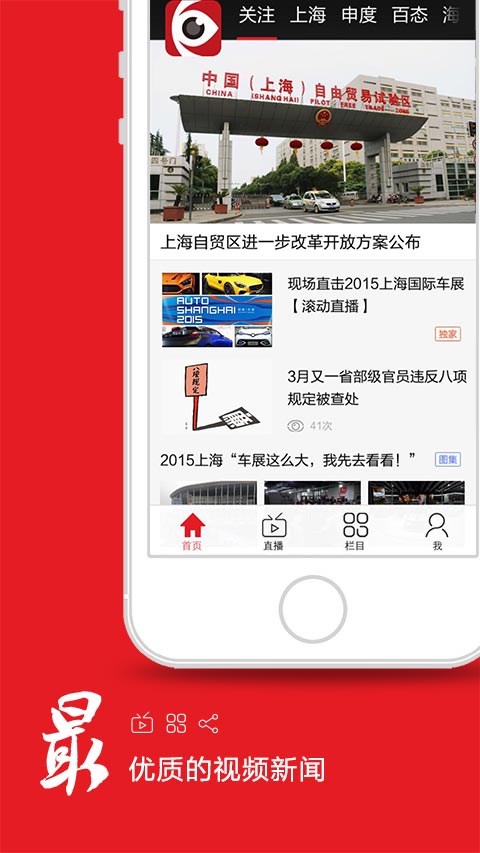 关注 上海 申度 百态 海
中国（上海）自由贸易试验区
CHINA (SHANGHAI) PILOT FREE TRADE ZONE
四号门
上海自贸区进一步改革开放方案公布
AUTO
SHANGHAI
2015
现场直击2015上海国际车展
【滚动直播】
独家
八项规定
3月又一省部级官员违反八项
规定被查处
41次
2015上海“车展这么大，我先去看看！”
图集
首页 直播 栏目 我
最
优质的视频新闻